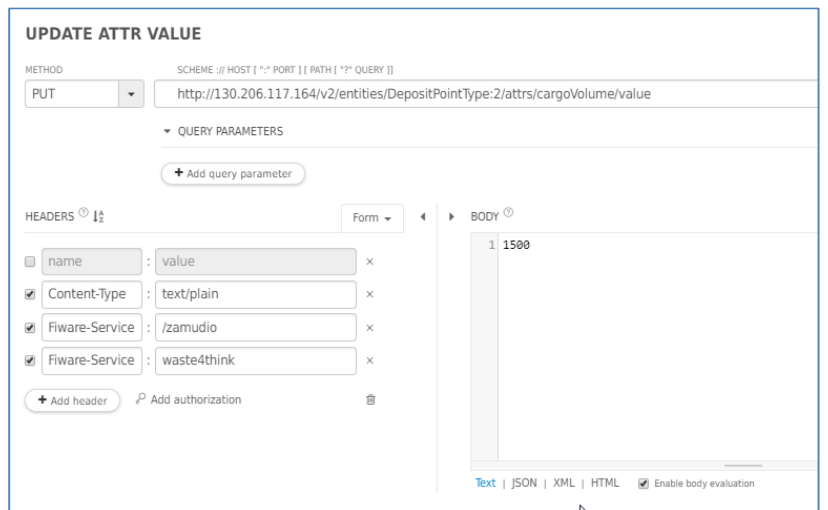 UPDATE ATTR VALUE
METHOD SCHEME :// HOST [ ":" PORT ] [ PATH [ "?" QUERY ]]
PUT http://130.206.117.164/v2/entities/DepositPointType:2/attrs/cargoVolume/value
QUERY PARAMETERS
+ Add query parameter
HEADERS ? Form BODY ?
name : value × 1 1500
Content-Type : text/plain ×
Fiware-Service : /zamudio ×
Fiware-Service : waste4think ×
+ Add header Add authorization
Text | JSON | XML | HTML Enable body evaluation